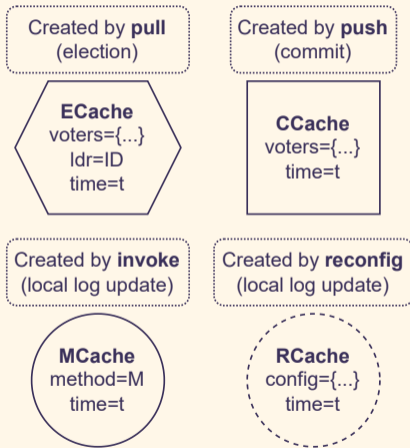 Created by pull
(election)
Created by push
(commit)
ECache
voters={...}
ldr=ID
time=t
CCache
voters={...}
time=t
Created by invoke
(local log update)
Created by reconfig
(local log update)
MCache
method=M
time=t
RCache
config={...}
time=t